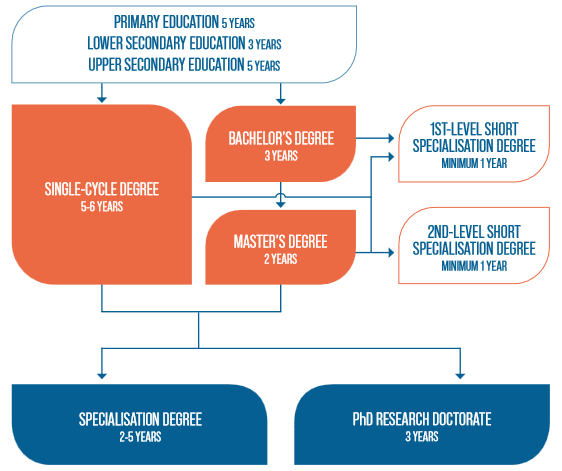 PRIMARY EDUCATION 5 YEARS
LOWER SECONDARY EDUCATION 3 YEARS
UPPER SECONDARY EDUCATION 5 YEARS
SINGLE-CYCLE DEGREE
5-6 YEARS
BACHELOR'S DEGREE
3 YEARS
1ST-LEVEL SHORT
SPECIALISATION DEGREE
MINIMUM 1 YEAR
MASTER'S DEGREE
2 YEARS
2ND-LEVEL SHORT
SPECIALISATION DEGREE
MINIMUM 1 YEAR
SPECIALISATION DEGREE
2-5 YEARS
PhD RESEARCH DOCTORATE
3 YEARS